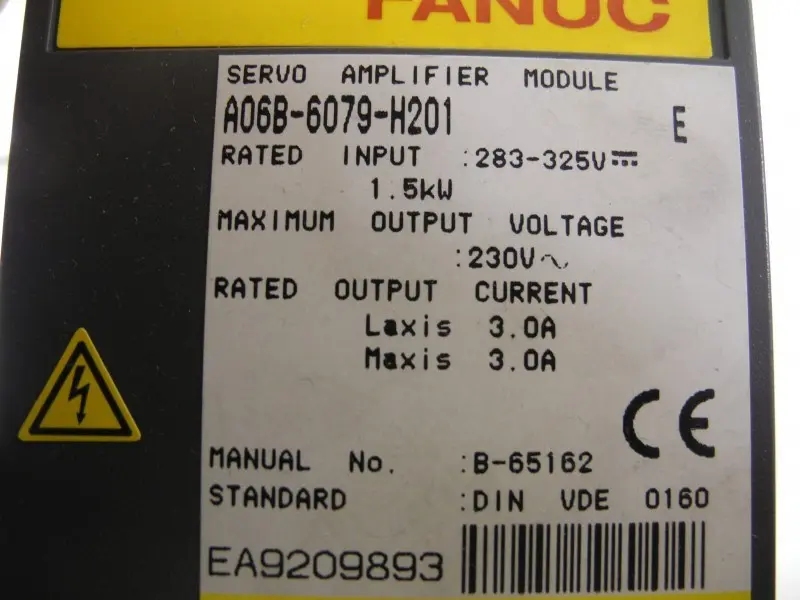 FANUC
SERVO AMPLIFIER MODULE
A06B-6079-H201 E
RATED INPUT :283-325V⎓
1.5kW
MAXIMUM OUTPUT VOLTAGE
:230V∿
RATED OUTPUT CURRENT
Laxis 3.0A
Maxis 3.0A
CE
MANUAL No. :B-65162
STANDARD :DIN VDE 0160
EA9209893